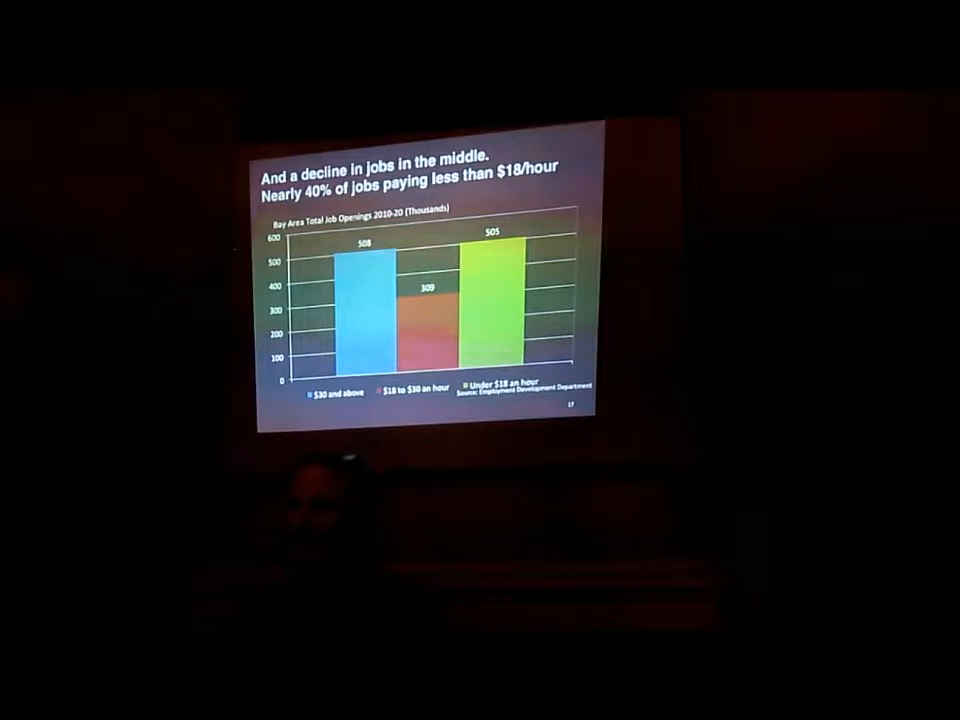 And a decline in jobs in the middle.
Nearly 40% of jobs paying less than $18/hour
Bay Area Total Job Openings 2010-20 (Thousands)
600
500
400
300
200
100
0
508
309
505
$30 and above
$18 to $30 an hour
Under $18 an hour
Source: Employment Development Department
17